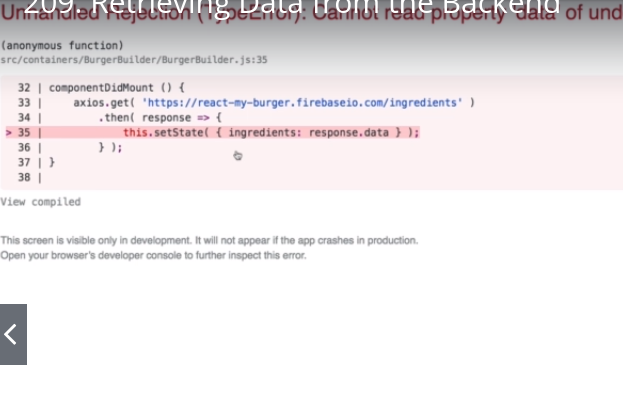 209. Retrieving Data from the Backend
Unhandled Rejection (TypeError): Cannot read property 'data' of und
(anonymous function)
src/containers/BurgerBuilder/BurgerBuilder.js:35
32 | componentDidMount () {
33 | axios.get( 'https://react-my-burger.firebaseio.com/ingredients' )
34 | .then( response => {
> 35 | this.setState( { ingredients: response.data } );
36 | } );
37 | }
38 |
View compiled
This screen is visible only in development. It will not appear if the app crashes in production.
Open your browser's developer console to further inspect this error.